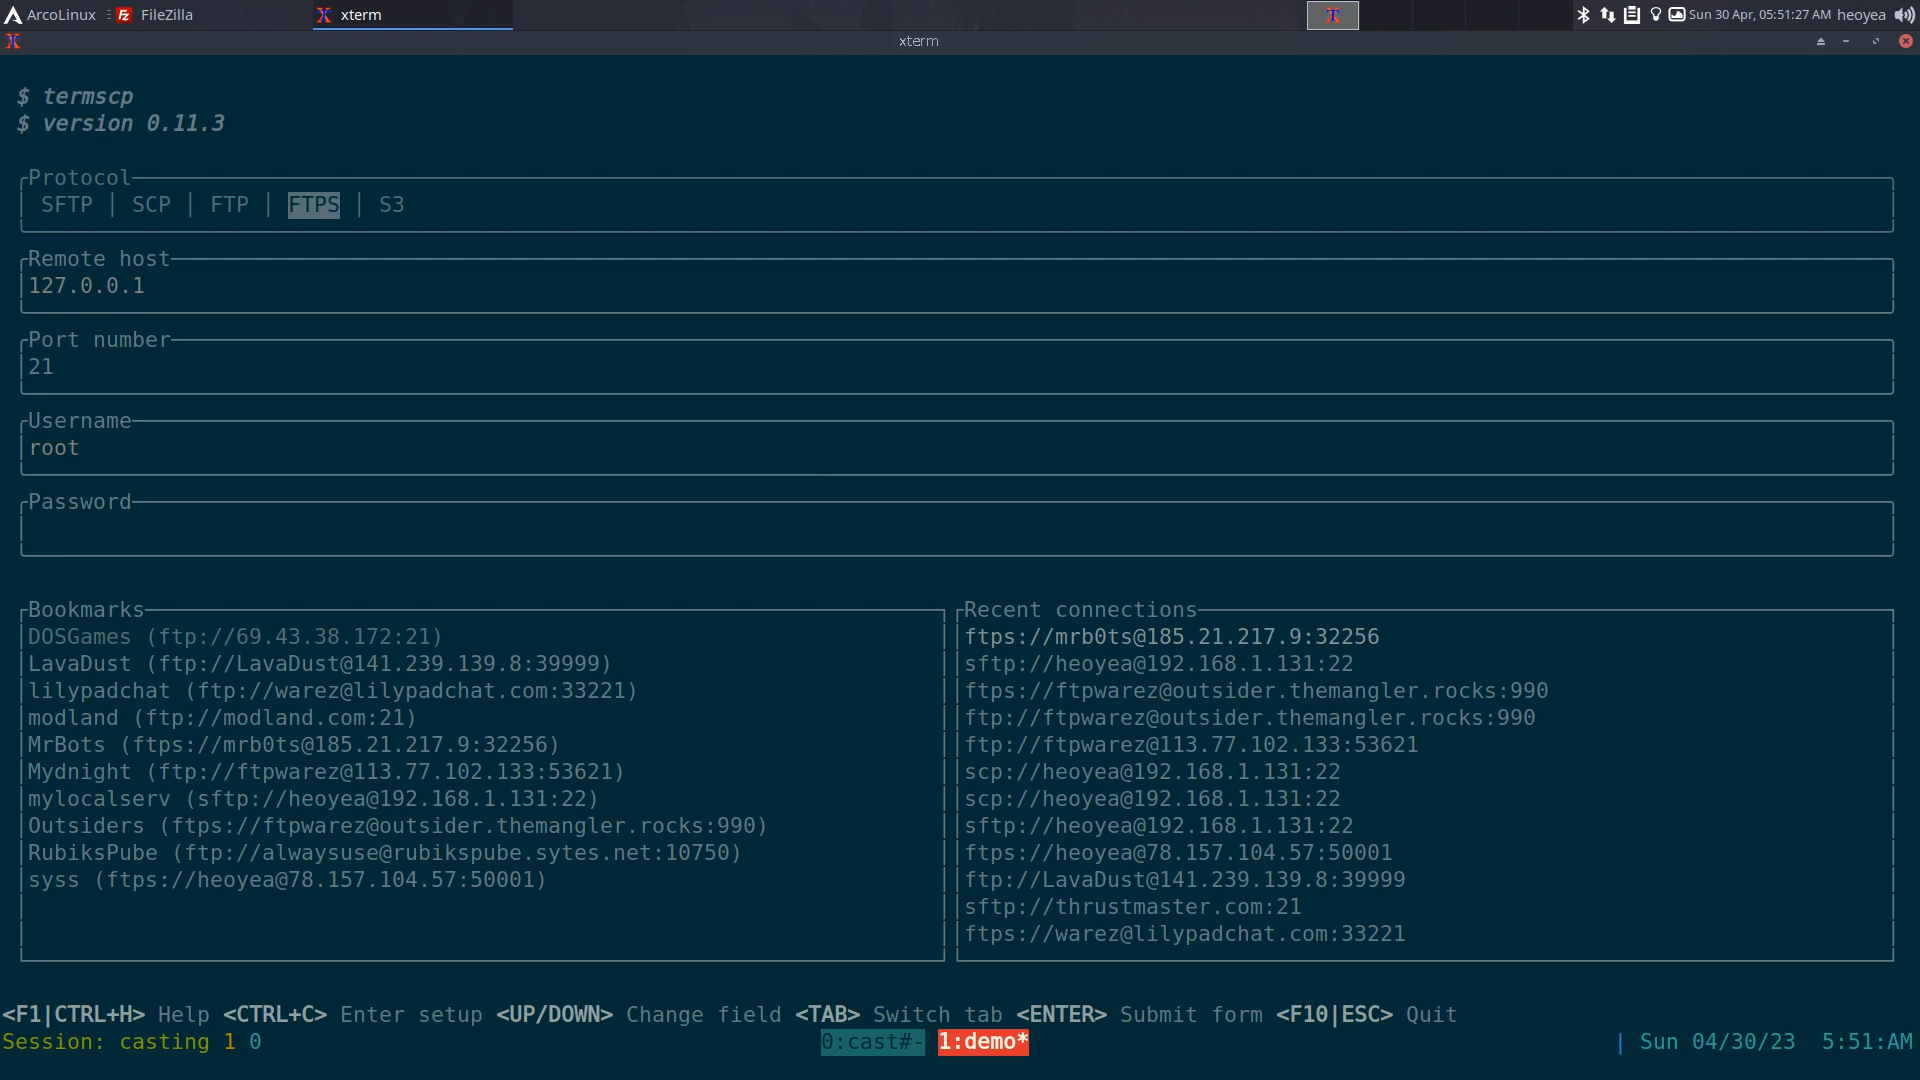 ArcoLinux FileZilla xterm Sun 30 Apr, 05:51:27 AM heoyea
xterm
$ termscp
$ version 0.11.3
Protocol
SFTP │ SCP │ FTP │ FTPS │ S3
Remote host
127.0.0.1
Port number
21
Username
root
Password
Bookmarks
DOSGames (ftp://69.43.38.172:21)
LavaDust (ftp://LavaDust@141.239.139.8:39999)
lilypadchat (ftp://warez@lilypadchat.com:33221)
modland (ftp://modland.com:21)
MrBots (ftps://mrb0ts@185.21.217.9:32256)
Mydnight (ftp://ftpwarez@113.77.102.133:53621)
mylocalserv (sftp://heoyea@192.168.1.131:22)
Outsiders (ftps://ftpwarez@outsider.themangler.rocks:990)
RubiksPube (ftp://alwaysuse@rubikspube.sytes.net:10750)
syss (ftps://heoyea@78.157.104.57:50001)
Recent connections
ftps://mrb0ts@185.21.217.9:32256
sftp://heoyea@192.168.1.131:22
ftps://ftpwarez@outsider.themangler.rocks:990
ftp://ftpwarez@outsider.themangler.rocks:990
ftp://ftpwarez@113.77.102.133:53621
scp://heoyea@192.168.1.131:22
scp://heoyea@192.168.1.131:22
sftp://heoyea@192.168.1.131:22
ftps://heoyea@78.157.104.57:50001
ftp://LavaDust@141.239.139.8:39999
sftp://thrustmaster.com:21
ftps://warez@lilypadchat.com:33221
<F1|CTRL+H> Help <CTRL+C> Enter setup <UP/DOWN> Change field <TAB> Switch tab <ENTER> Submit form <F10|ESC> Quit
Session: casting 1 0 0:cast#- 1:demo* | Sun 04/30/23 5:51:AM